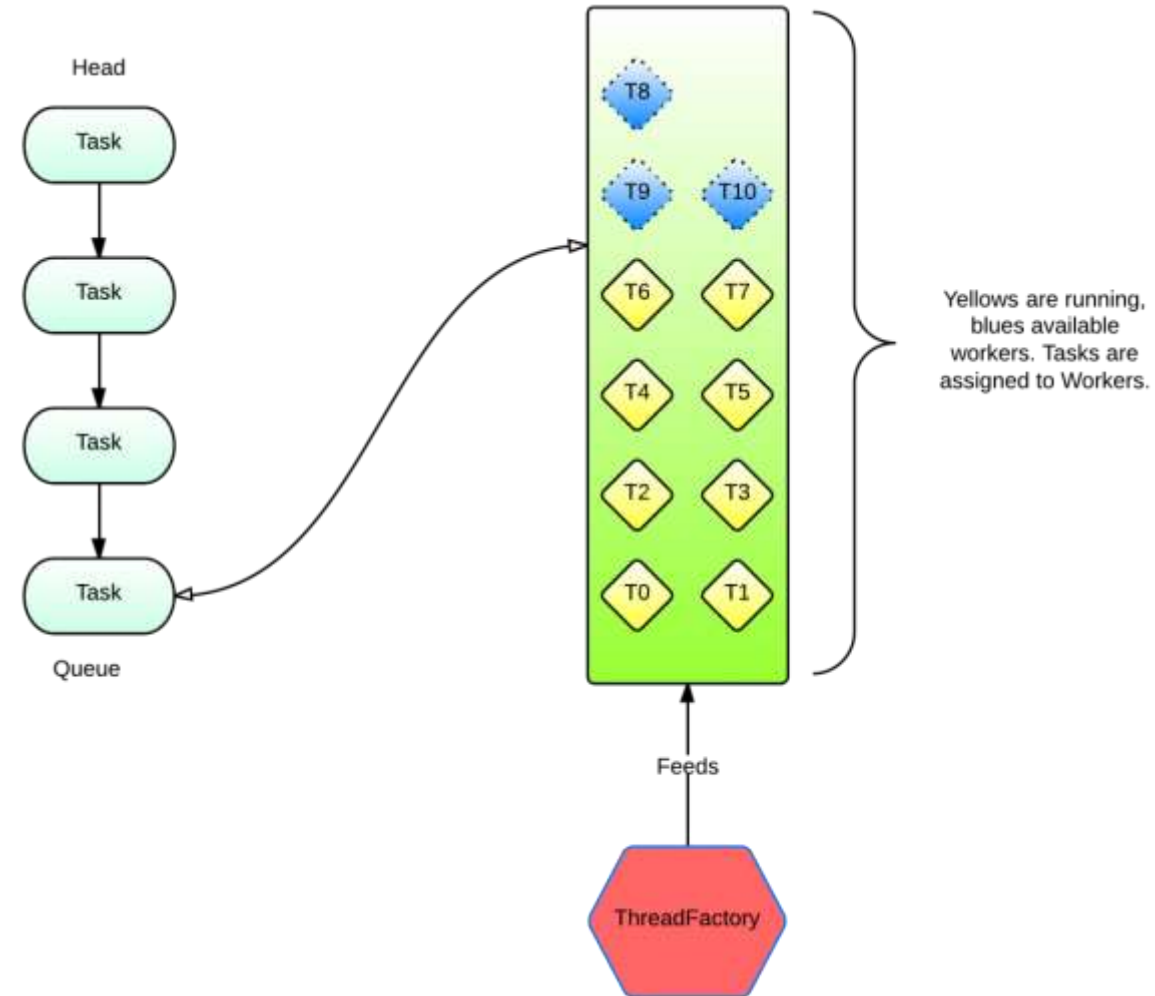 Head
Task
Task
Task
Task
Queue
T8
T9
T10
T6
T7
T4
T5
T2
T3
T0
T1
Yellows are running,
blues available
workers. Tasks are
assigned to Workers.
Feeds
ThreadFactory